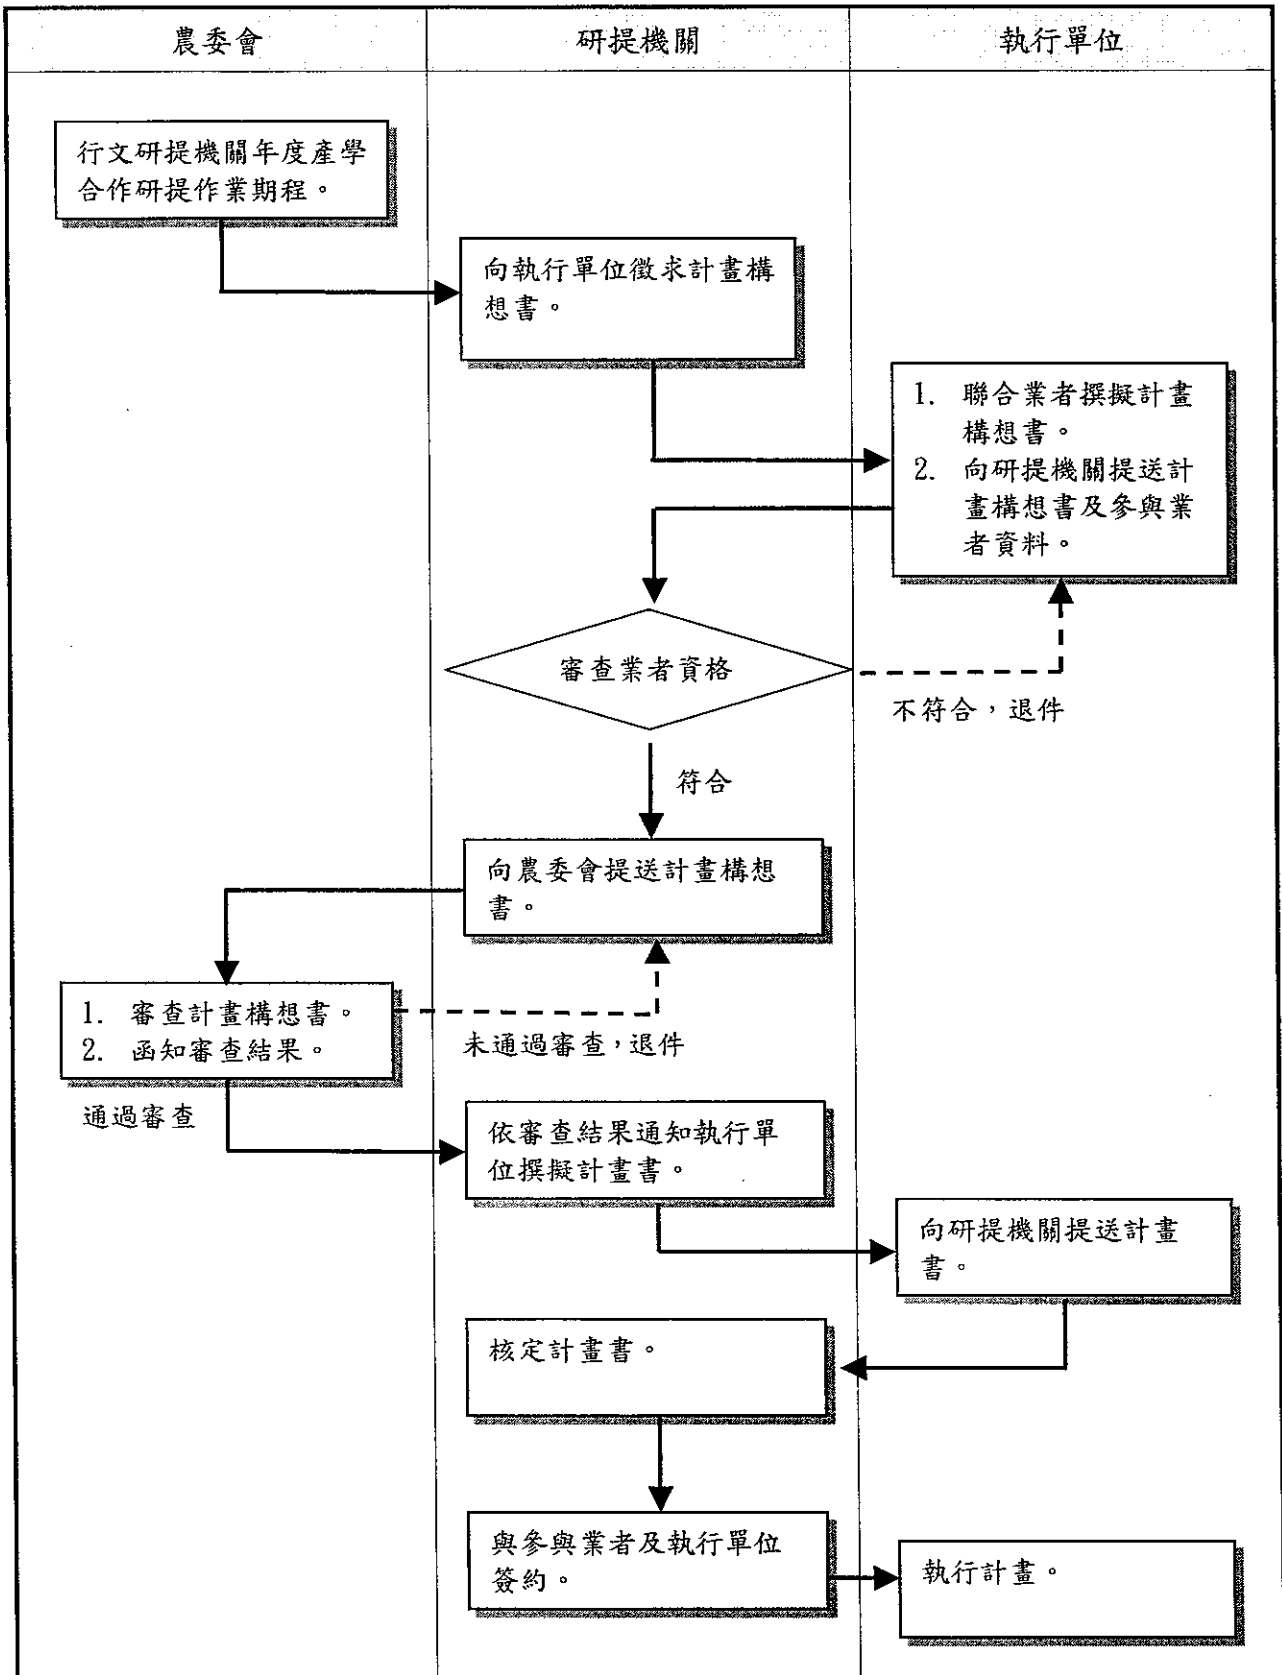 農委會
研提機關
執行單位
行文研提機關年度產學
合作研提作業期程。
向執行單位徵求計畫構
想書。
1. 聯合業者撰擬計畫
構想書。
2. 向研提機關提送計
畫構想書及參與業
者資料。
審查業者資格
不符合，退件
符合
向農委會提送計畫構想
書。
1. 審查計畫構想書。
2. 函知審查結果。
未通過審查，退件
通過審查
依審查結果通知執行單
位撰擬計畫書。
向研提機關提送計畫
書。
核定計畫書。
與參與業者及執行單位
簽約。
執行計畫。